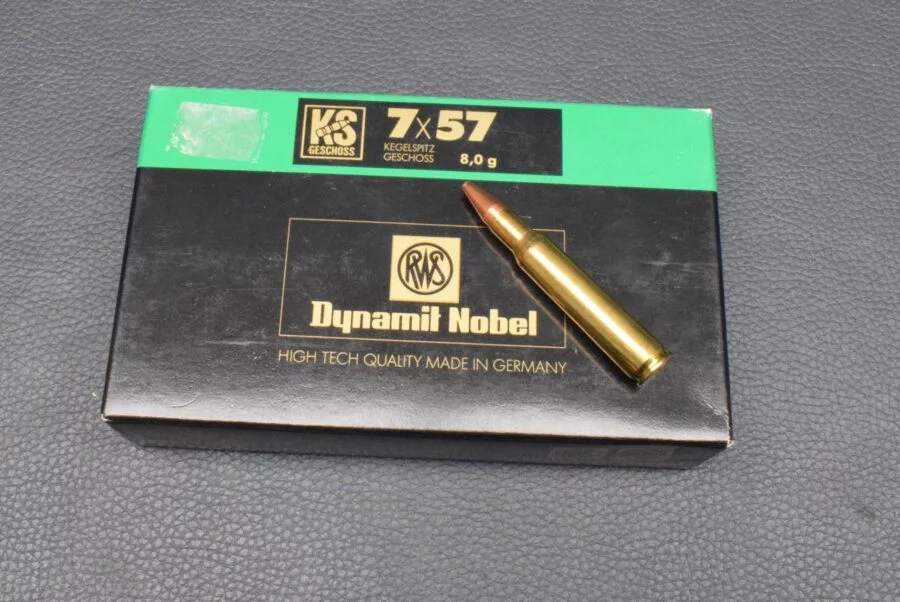 KS
GESCHOSS
7x57
KEGELSPITZ
GESCHOSS 8,0 g
RWS
Dynamit Nobel
HIGH TECH QUALITY MADE IN GERMANY